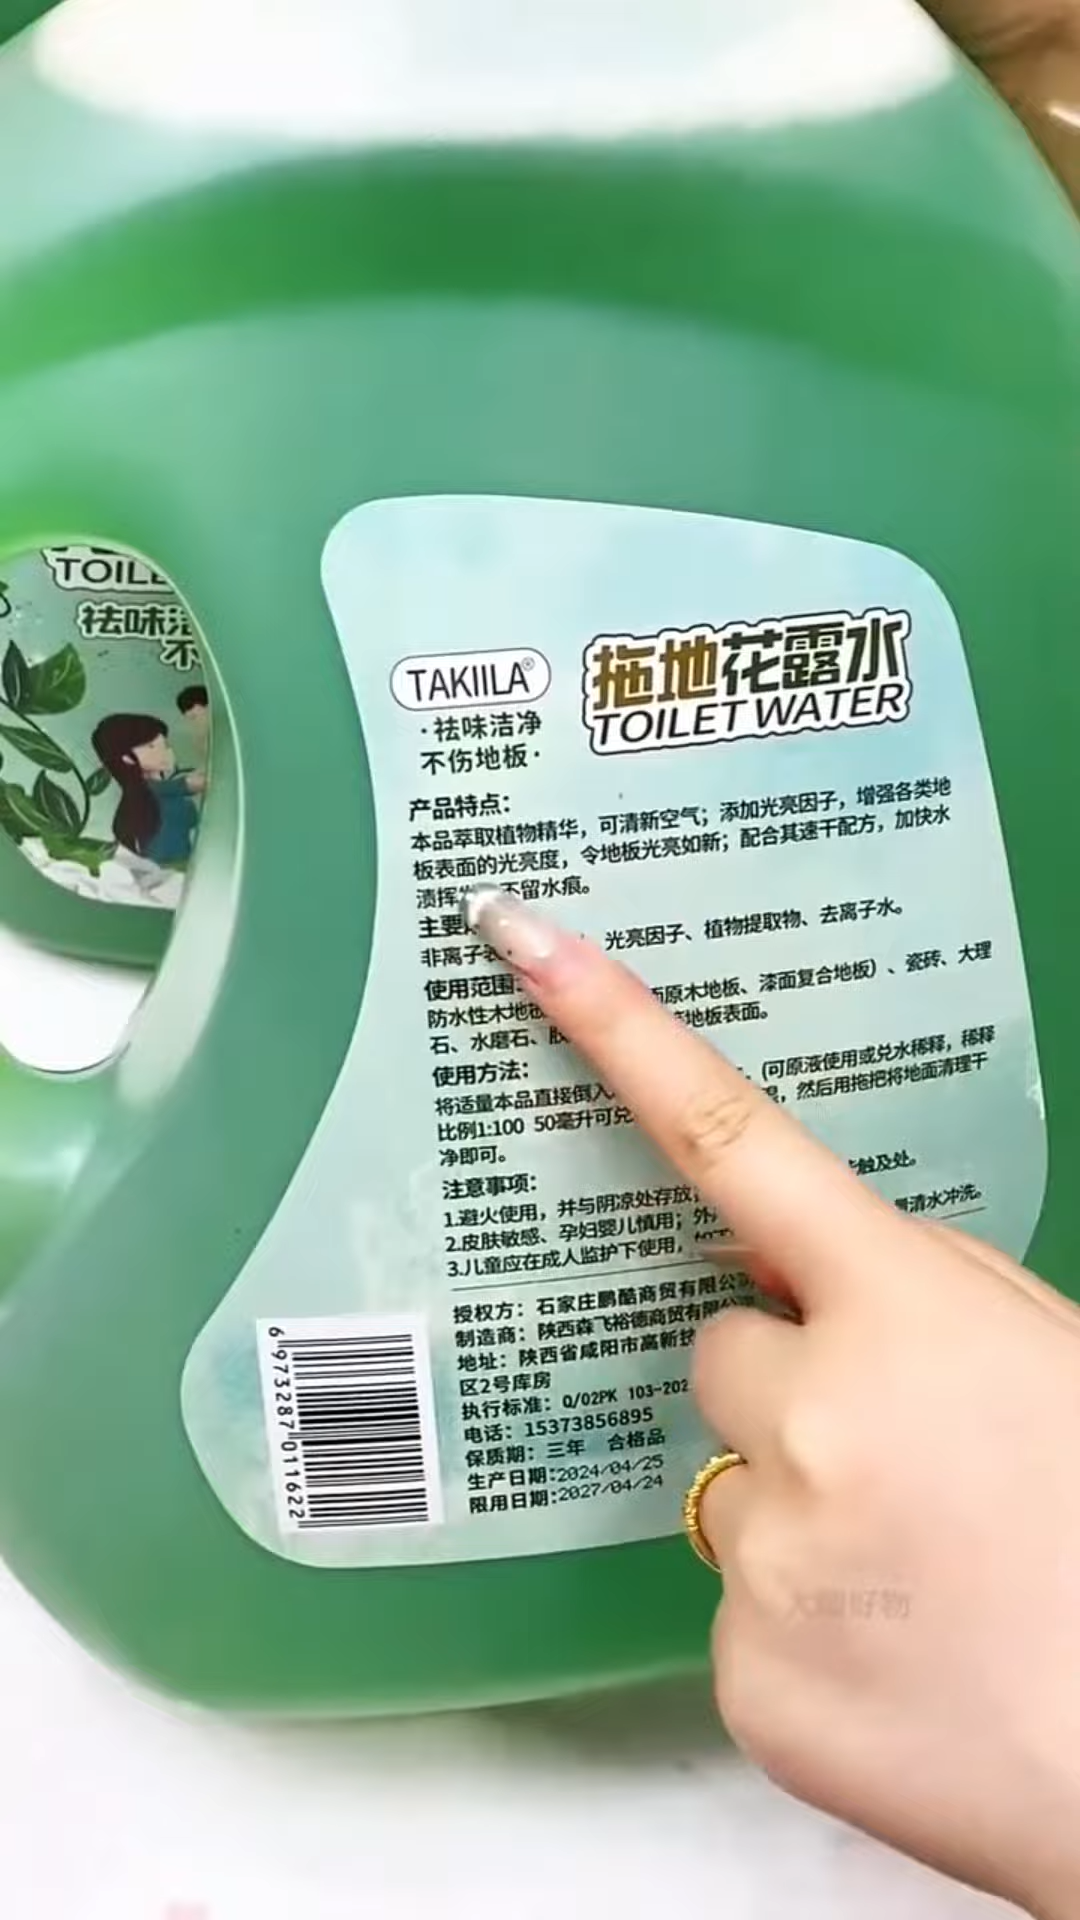 TOILE
祛味洁
不
TAKIILA®
·祛味洁净
不伤地板·
拖地花露水
TOILET WATER
产品特点：
本品萃取植物精华，可清新空气；添加光亮因子，增强各类地
板表面的光亮度，令地板光亮如新；配合其速干配方，加快水
渍挥 不留水痕。
主要
非离子表 光亮因子、植物提取物、去离子水。
使用范围：
防水性木地板 原木地板、漆面复合地板）、瓷砖、大理
石、水磨石、胶 地板表面。
使用方法：
将适量本品直接倒入 (可原液使用或兑水稀释，稀释
比例1:100 50毫升可兑 ，然后用拖把将地面清理干
净即可。
注意事项：
1.避火使用，并与阴凉处存放 触及处。
2.皮肤敏感、孕妇婴儿慎用；外 清水冲洗。
3.儿童应在成人监护下使用，
授权方：石家庄鹏酷商贸有限公
制造商：陕西森飞裕德商贸有限公
地址：陕西省咸阳市高新技
区2号库房
执行标准：Q/02PK 103-202
电话：15373856895
保质期：三年 合格品
生产日期:2024/04/25
限用日期:2027/04/24
6973287011622
好物